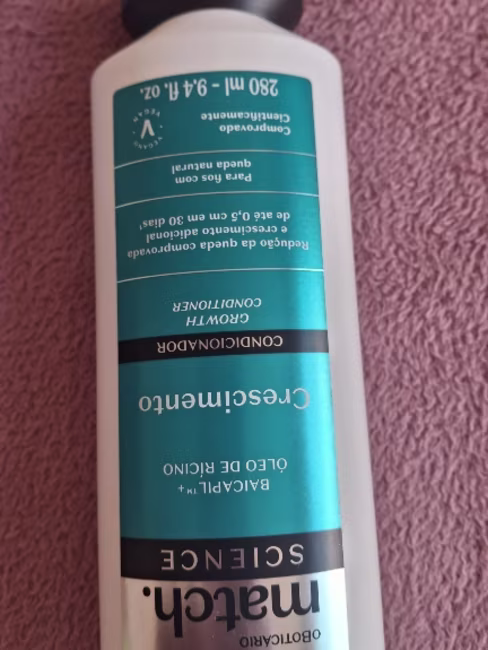 oBOTICÁRIO
match.
SCIENCE
BAICAPIL™+
ÓLEO DE RÍCINO
Crescimento
CONDICIONADOR
GROWTH
CONDITIONER
Redução da queda comprovada
e crescimento adicional
de até 0,5 cm em 30 dias¹
Para fios com
queda natural
Comprovado
Cientificamente
VEGANO
V
VEGAN
280 ml - 9.4 fl. oz.